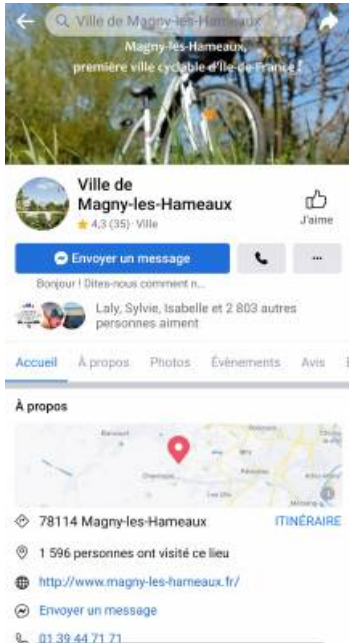 Ville de Magny-les-Hameaux
Magny-les-Hameaux,
première ville cyclable d'Île-de-France !
Ville de
Magny-les-Hameaux
4,3 (35) · Ville
J'aime
Envoyer un message
Bonjour ! Dites-nous comment n...
Laly, Sylvie, Isabelle et 2 803 autres
personnes aiment
Accueil À propos Photos Évènements Avis
À propos
78114 Magny-les-Hameaux ITINÉRAIRE
1 596 personnes ont visité ce lieu
http://www.magny-les-hameaux.fr/
Envoyer un message
01 39 44 71 71